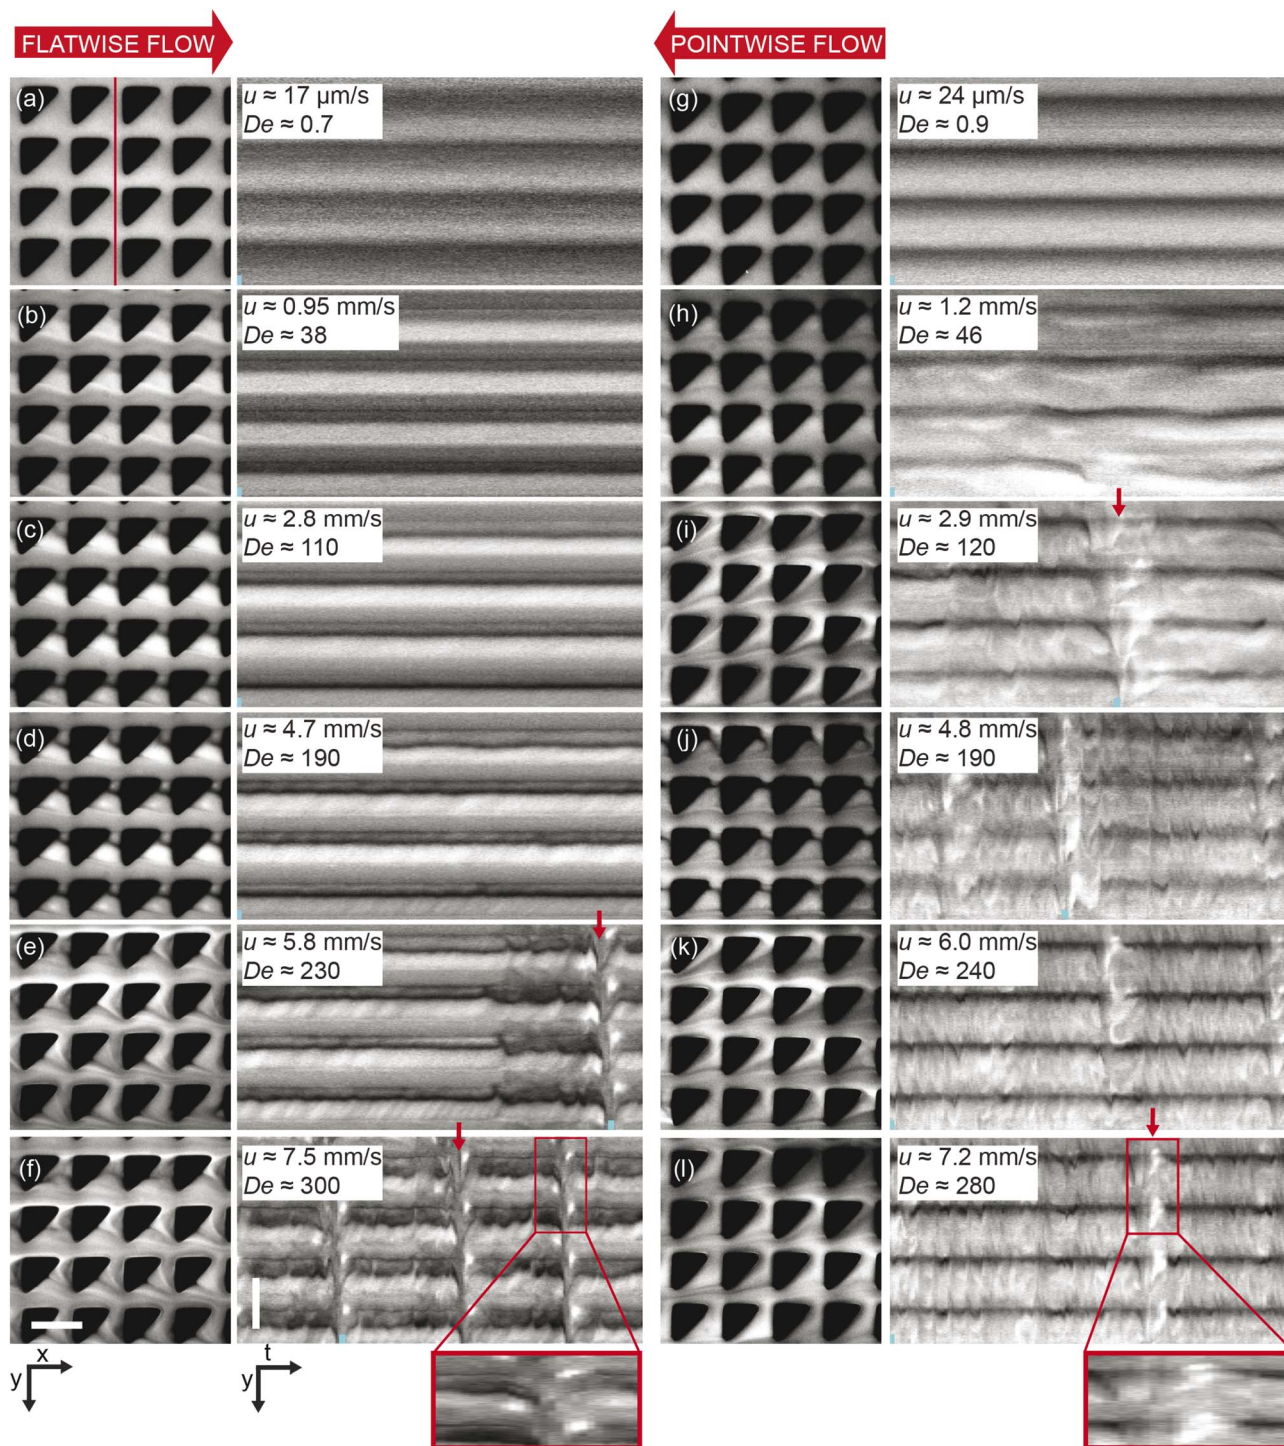 FLATWISE FLOW
POINTWISE FLOW
(a)
u ≈ 17 µm/s
De ≈ 0.7
(g)
u ≈ 24 µm/s
De ≈ 0.9
(b)
u ≈ 0.95 mm/s
De ≈ 38
(h)
u ≈ 1.2 mm/s
De ≈ 46
(c)
u ≈ 2.8 mm/s
De ≈ 110
(i)
u ≈ 2.9 mm/s
De ≈ 120
(d)
u ≈ 4.7 mm/s
De ≈ 190
(j)
u ≈ 4.8 mm/s
De ≈ 190
(e)
u ≈ 5.8 mm/s
De ≈ 230
(k)
u ≈ 6.0 mm/s
De ≈ 240
(f)
u ≈ 7.5 mm/s
De ≈ 300
(l)
u ≈ 7.2 mm/s
De ≈ 280
x
y
t
y